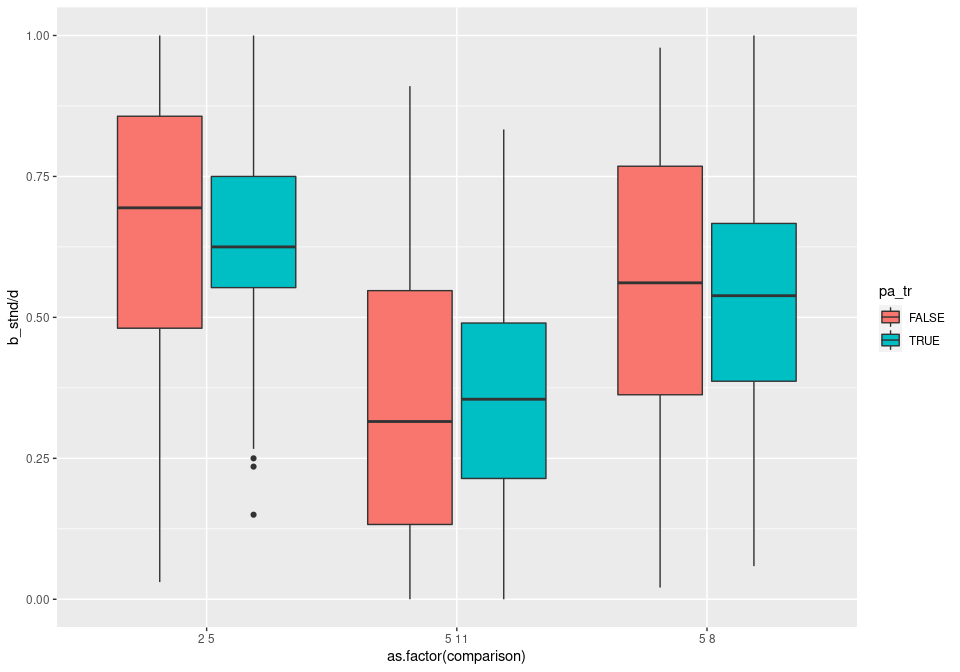 1.00
0.75
0.50
0.25
0.00
b_stnd/d
2 5
5 11
5 8
as.factor(comparison)
pa_tr
FALSE
TRUE